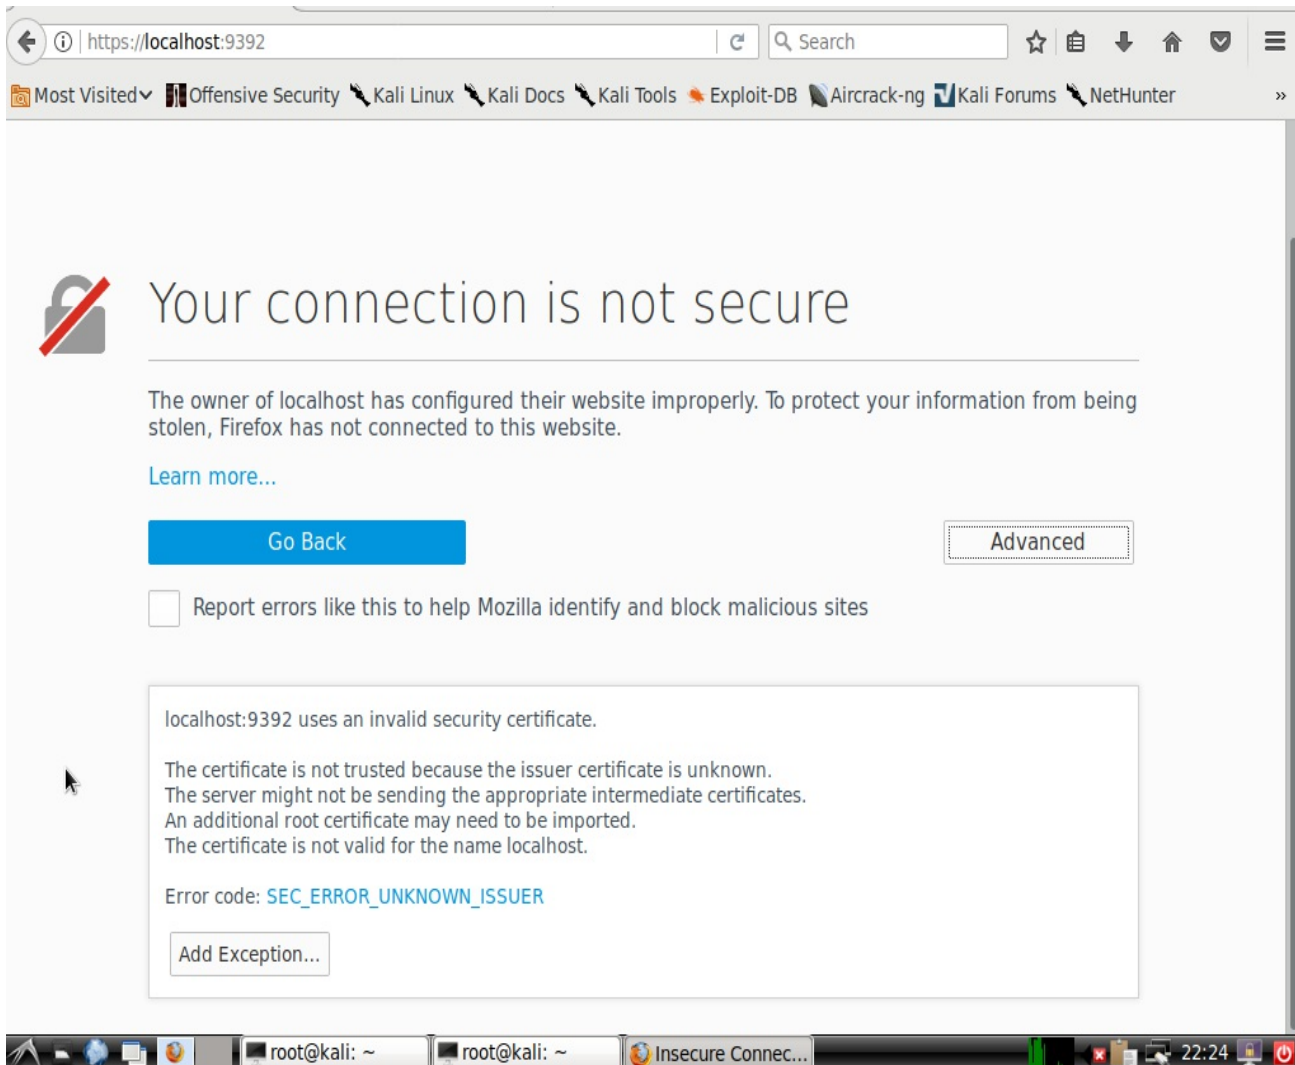 https://localhost:9392
Search
Most Visited Offensive Security Kali Linux Kali Docs Kali Tools Exploit-DB Aircrack-ng Kali Forums NetHunter »
Your connection is not secure
The owner of localhost has configured their website improperly. To protect your information from being
stolen, Firefox has not connected to this website.
Learn more...
Go Back
Advanced
Report errors like this to help Mozilla identify and block malicious sites
localhost:9392 uses an invalid security certificate.
The certificate is not trusted because the issuer certificate is unknown.
The server might not be sending the appropriate intermediate certificates.
An additional root certificate may need to be imported.
The certificate is not valid for the name localhost.
Error code: SEC_ERROR_UNKNOWN_ISSUER
Add Exception...
root@kali: ~ root@kali: ~ Insecure Connec... 22:24